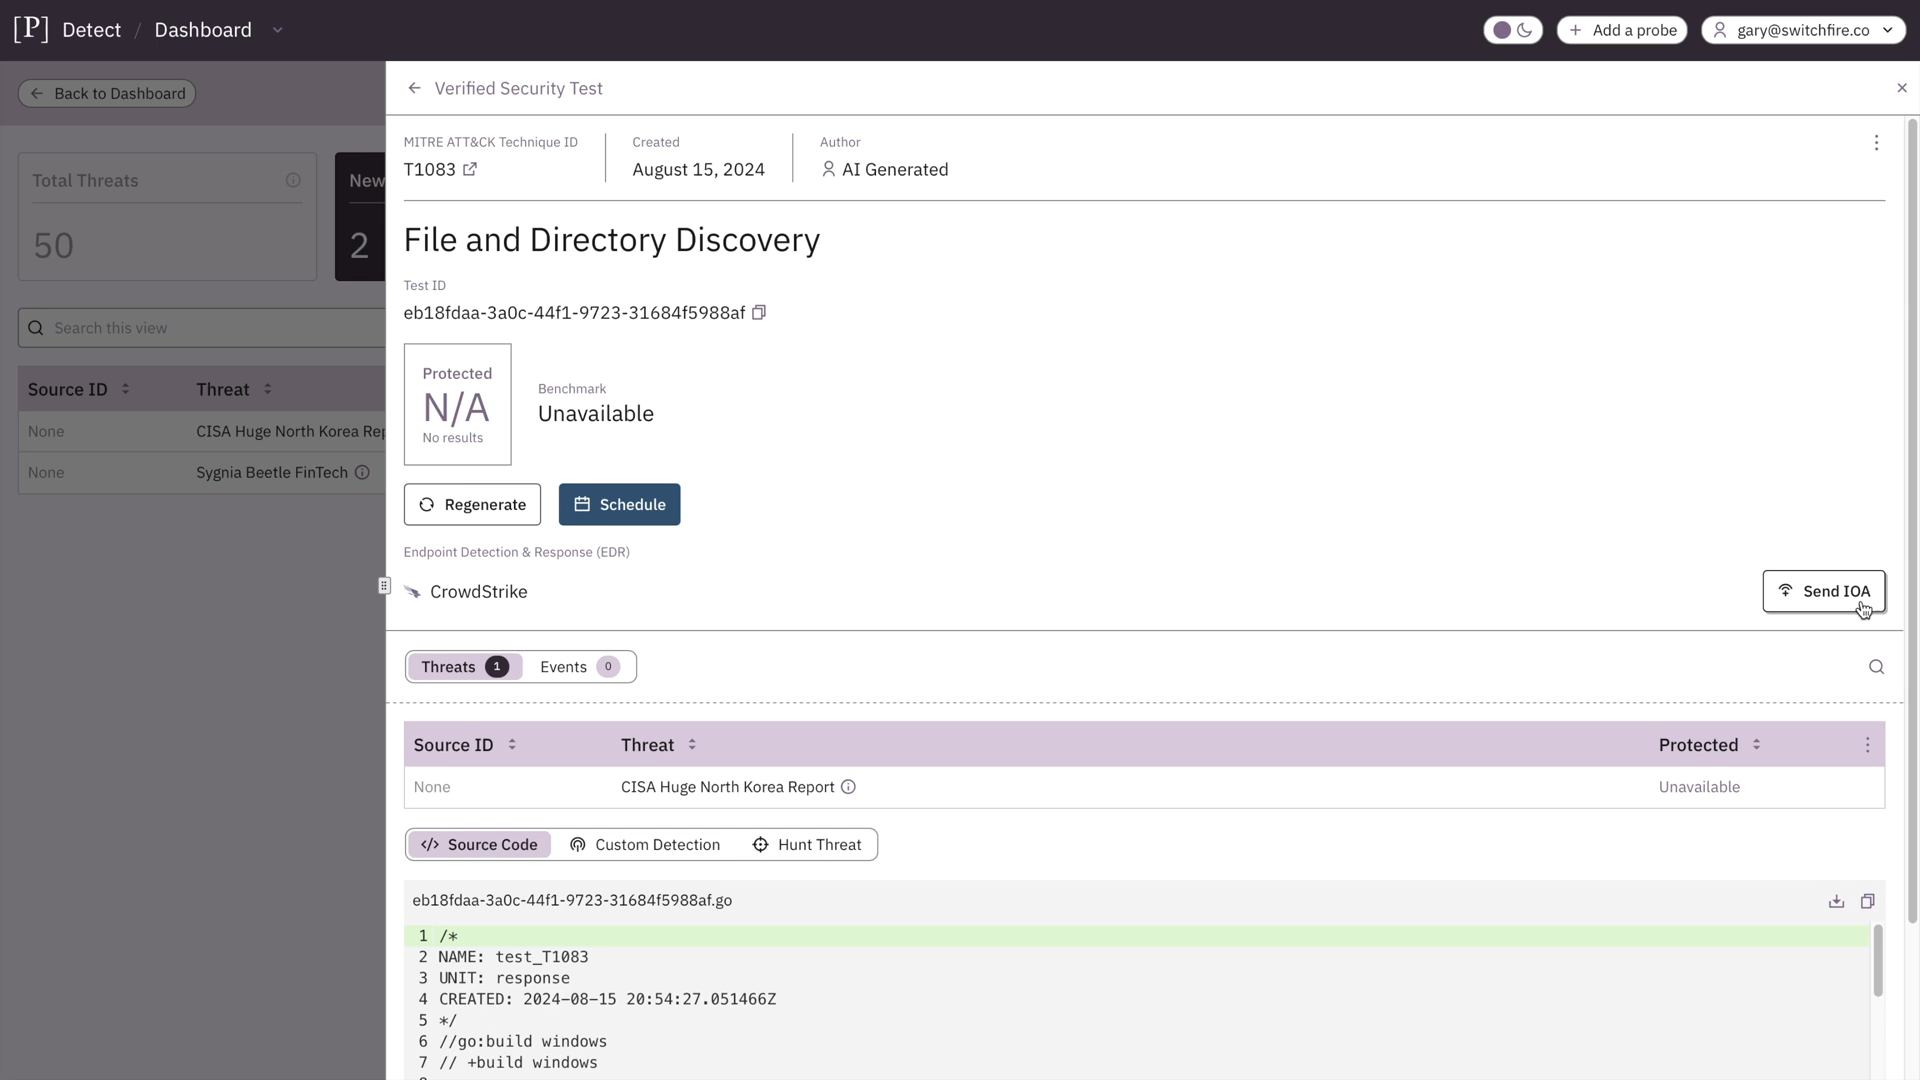 [P] Detect / Dashboard
Add a probe
gary@switchfire.co
Back to Dashboard
Verified Security Test
Total Threats
50
New
2
Search this view
Source ID Threat
None CISA Huge North Korea Rep
None Sygnia Beetle FinTech
MITRE ATT&CK Technique ID
T1083
Created
August 15, 2024
Author
AI Generated
File and Directory Discovery
Test ID
eb18fdaa-3a0c-44f1-9723-31684f5988af
Protected
N/A
No results
Benchmark
Unavailable
Regenerate
Schedule
Endpoint Detection & Response (EDR)
CrowdStrike
Send IOA
Threats 1 Events 0
Source ID Threat Protected
None CISA Huge North Korea Report Unavailable
</> Source Code Custom Detection Hunt Threat
eb18fdaa-3a0c-44f1-9723-31684f5988af.go
1 /*
2 NAME: test_T1083
3 UNIT: response
4 CREATED: 2024-08-15 20:54:27.051466Z
5 */
6 //go:build windows
7 // +build windows